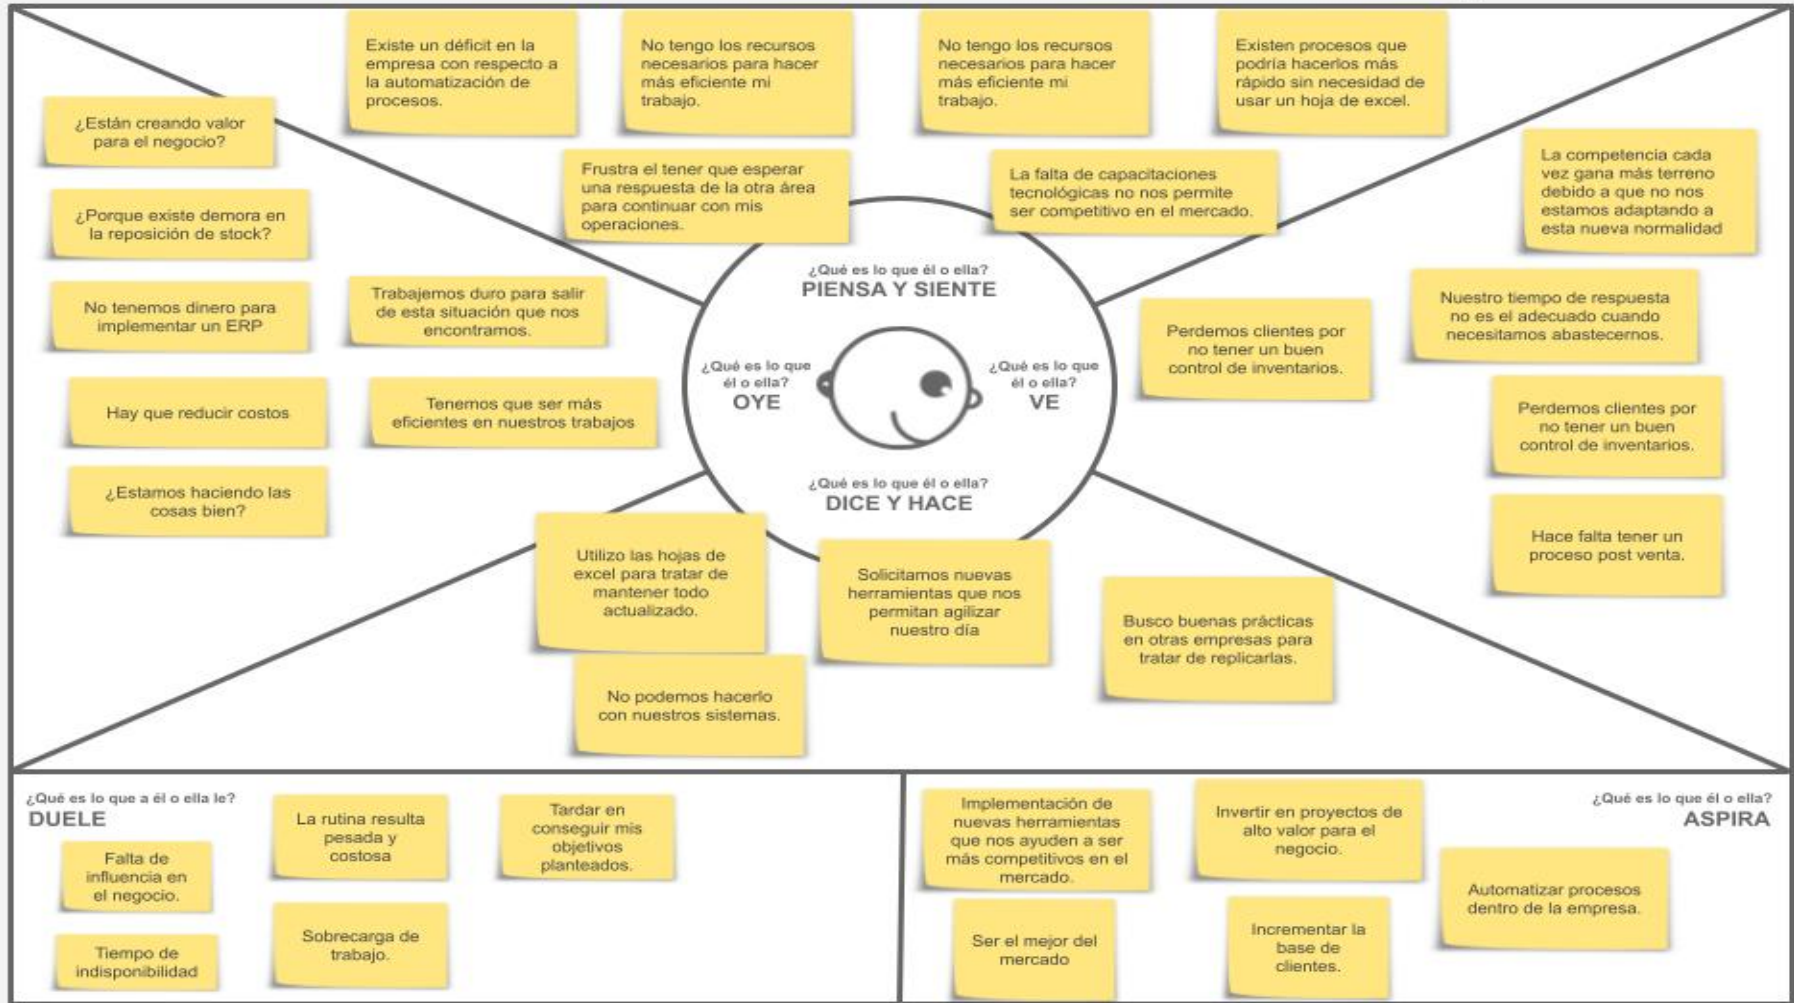 Existe un déficit en la
empresa con respecto a
la automatización de
procesos.
No tengo los recursos
necesarios para hacer
más eficiente mi
trabajo.
No tengo los recursos
necesarios para hacer
más eficiente mi
trabajo.
Existen procesos que
podría hacerlos más
rápido sin necesidad de
usar un hoja de excel.
Frustra el tener que esperar
una respuesta de la otra área
para continuar con mis
operaciones.
La falta de capacitaciones
tecnológicas no nos permite
ser competitivo en el mercado.
¿Están creando valor
para el negocio?
¿Porque existe demora en
la reposición de stock?
No tenemos dinero para
implementar un ERP
Trabajemos duro para salir
de esta situación que nos
encontramos.
Hay que reducir costos
Tenemos que ser más
eficientes en nuestros trabajos
¿Estamos haciendo las
cosas bien?
¿Qué es lo que él o ella?
PIENSA Y SIENTE
¿Qué es lo que
él o ella?
OYE
¿Qué es lo que
él o ella?
VE
¿Qué es lo que él o ella?
DICE Y HACE
La competencia cada
vez gana más terreno
debido a que no nos
estamos adaptando a
esta nueva normalidad
Nuestro tiempo de respuesta
no es el adecuado cuando
necesitamos abastecernos.
Perdemos clientes por
no tener un buen
control de inventarios.
Perdemos clientes por
no tener un buen
control de inventarios.
Hace falta tener un
proceso post venta.
Utilizo las hojas de
excel para tratar de
mantener todo
actualizado.
Solicitamos nuevas
herramientas que nos
permitan agilizar
nuestro día
Busco buenas prácticas
en otras empresas para
tratar de replicarlas.
No podemos hacerlo
con nuestros sistemas.
¿Qué es lo que a él o ella le?
DUELE
Falta de
influencia en
el negocio.
Tiempo de
indisponibilidad
La rutina resulta
pesada y
costosa
Sobrecarga de
trabajo.
Tardar en
conseguir mis
objetivos
planteados.
¿Qué es lo que él o ella?
ASPIRA
Implementación de
nuevas herramientas
que nos ayuden a ser
más competitivos en el
mercado.
Invertir en proyectos de
alto valor para el
negocio.
Automatizar procesos
dentro de la empresa.
Ser el mejor del
mercado
Incrementar la
base de
clientes.